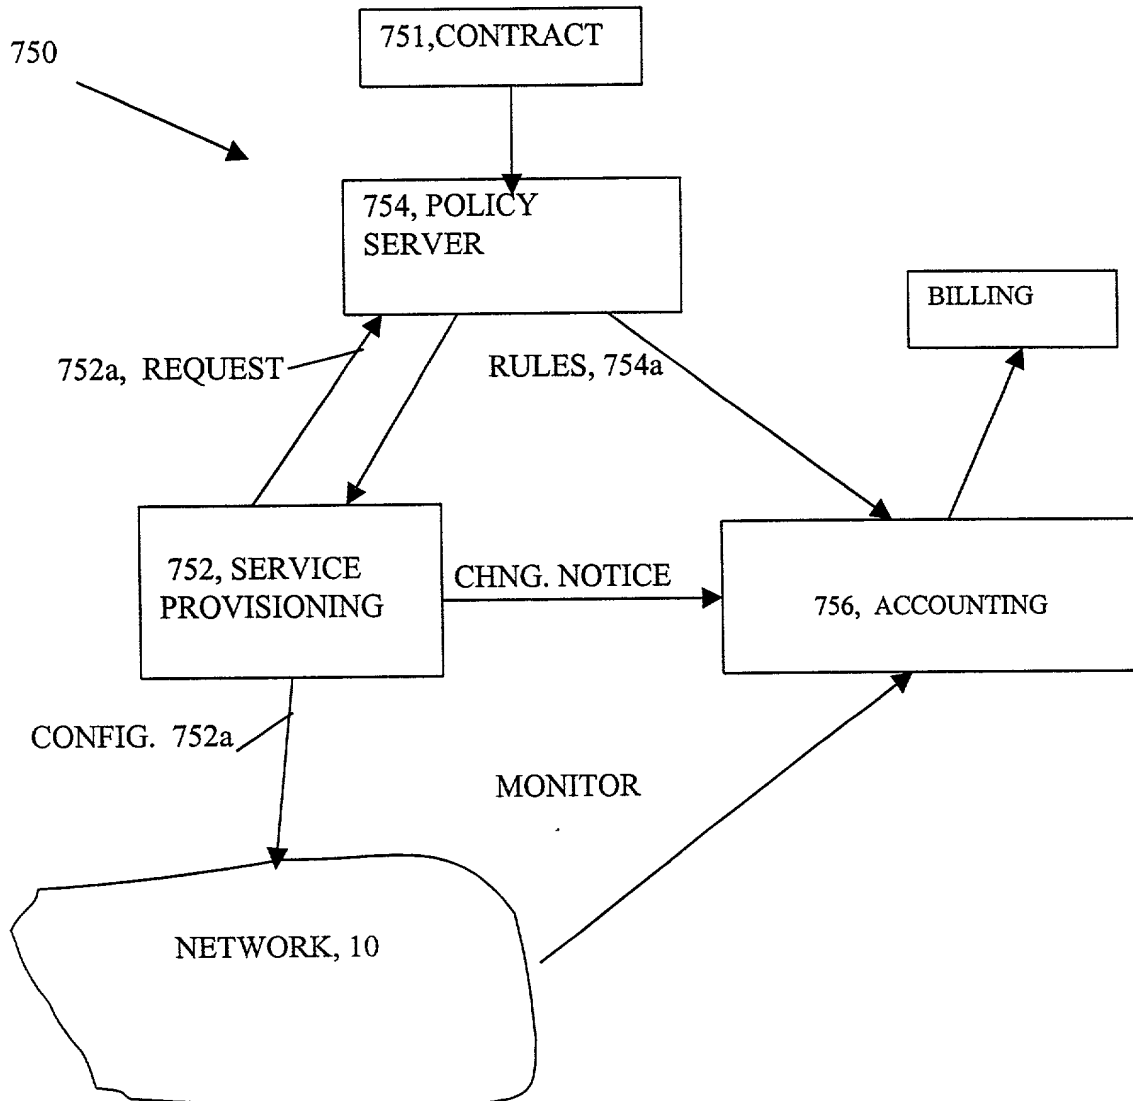 751,CONTRACT
750
754, POLICY
SERVER
BILLING
752a, REQUEST
RULES, 754a
752, SERVICE
PROVISIONING
CHNG. NOTICE
756, ACCOUNTING
CONFIG. 752a
MONITOR
NETWORK, 10